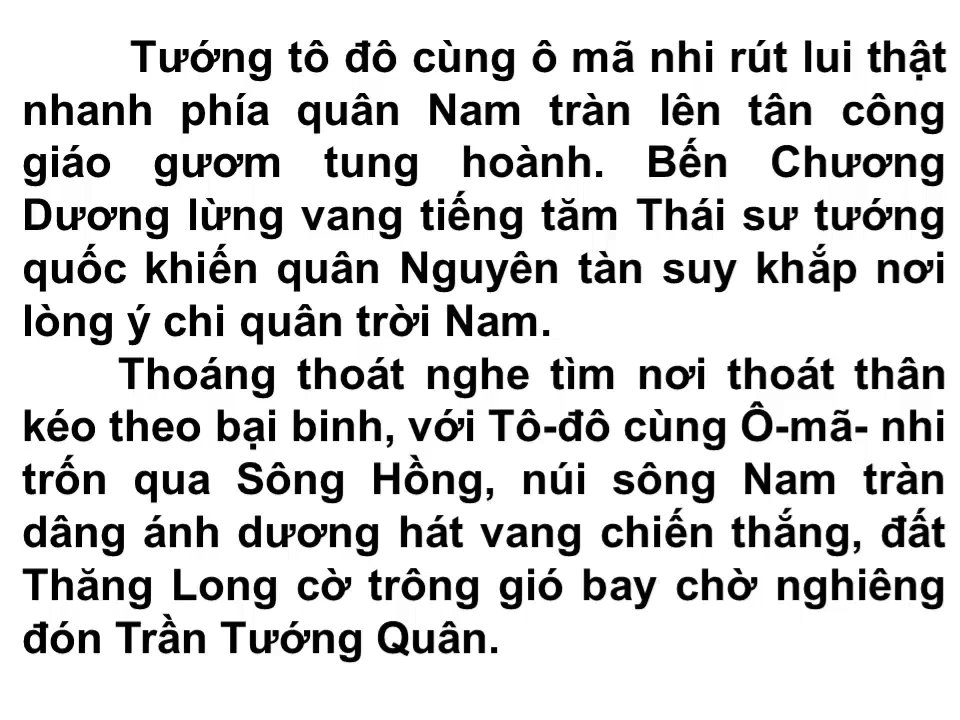 Tướng tô đô cùng ô mã nhi rút lui thật
nhanh phía quân Nam tràn lên tân công
giáo gươm tung hoành. Bến Chương
Dương lừng vang tiếng tăm Thái sư tướng
quốc khiến quân Nguyên tàn suy khắp nơi
lòng ý chi quân trời Nam.
Thoáng thoát nghe tìm nơi thoát thân
kéo theo bại binh, với Tô-đô cùng Ô-mã- nhi
trốn qua Sông Hồng, núi sông Nam tràn
dâng ánh dương hát vang chiến thắng, đất
Thăng Long cờ trông gió bay chờ nghiêng
đón Trần Tướng Quân.